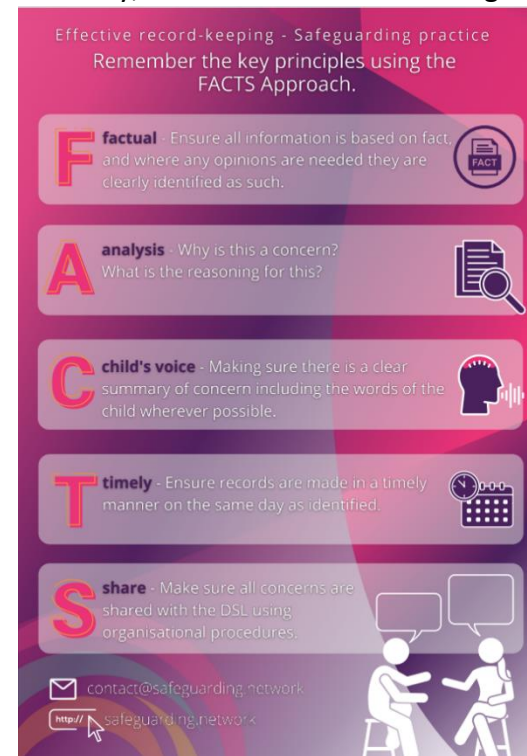 Effective record-keeping - Safeguarding practice
Remember the key principles using the
FACTS Approach.
F
factual - Ensure all information is based on fact,
and where any opinions are needed they are
clearly identified as such.
FACT
A
analysis - Why is this a concern?
What is the reasoning for this?
C
child's voice - Making sure there is a clear
summary of concern including the words of the
child wherever possible.
T
timely - Ensure records are made in a timely
manner on the same day as identified.
S
share - Make sure all concerns are
shared with the DSL using
organisational procedures.
contact@safeguarding.network
http:// safeguarding.network